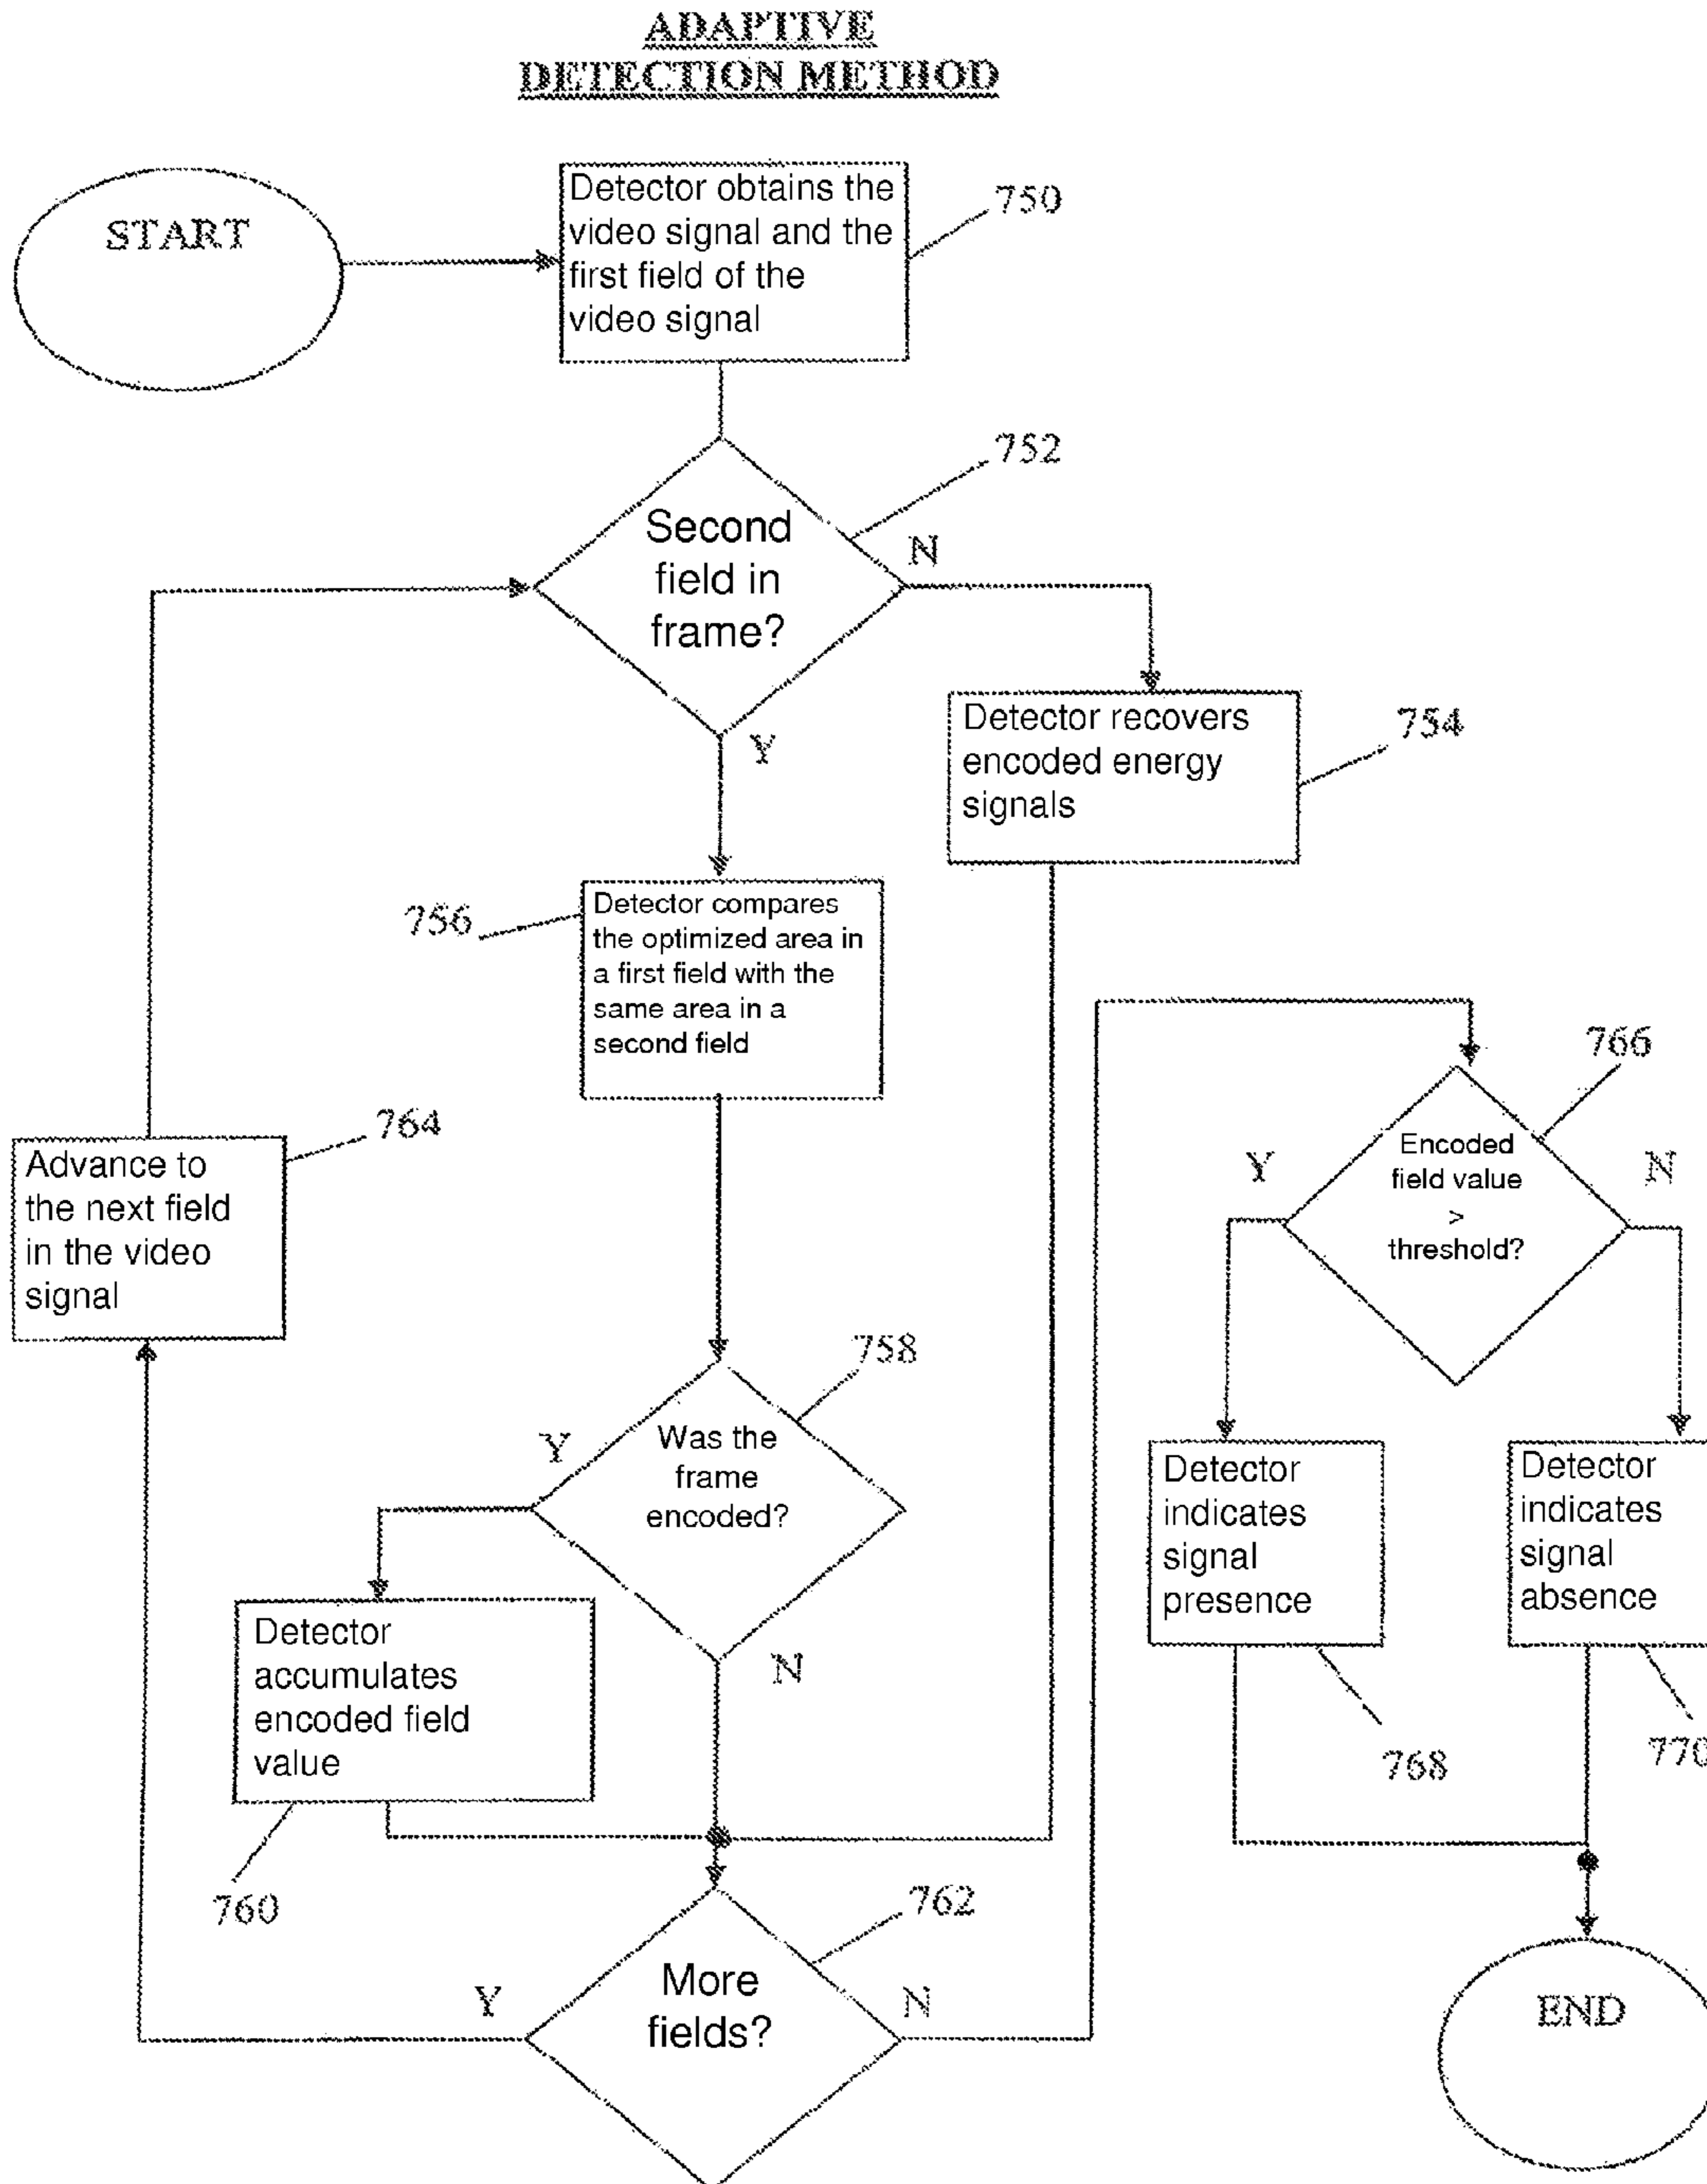 ADAPTIVE
DETECTION METHOD
START
Detector obtains the
video signal and the
first field of the
video signal
750
752
Second
field in
frame?
N
Y
Detector recovers
encoded energy
signals
754
756
Detector compares
the optimized area in
a first field with the
same area in a
second field
764
Advance to
the next field
in the video
signal
766
Encoded
field value
>
threshold?
Y
N
758
Was the
frame
encoded?
Y
N
Detector
indicates
signal
presence
Detector
indicates
signal
absence
768
770
Detector
accumulates
encoded field
value
760
762
More
fields?
Y
N
END